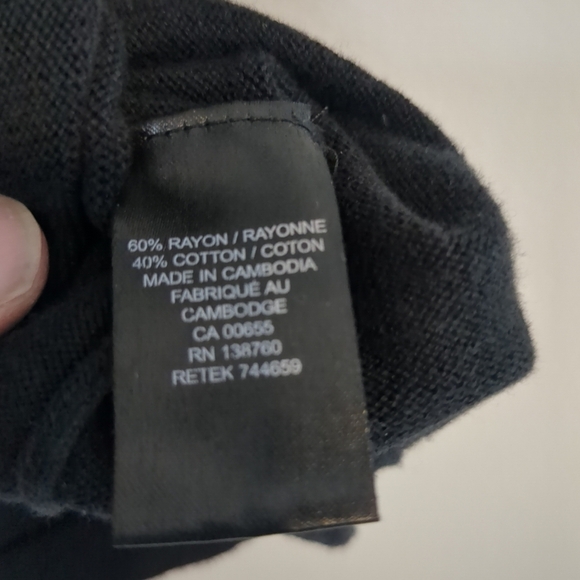 60% RAYON / RAYONNE
40% COTTON / COTON
MADE IN CAMBODIA
FABRIQUÉ AU
CAMBODGE
CA 00655
RN 138760
RETEK 744659